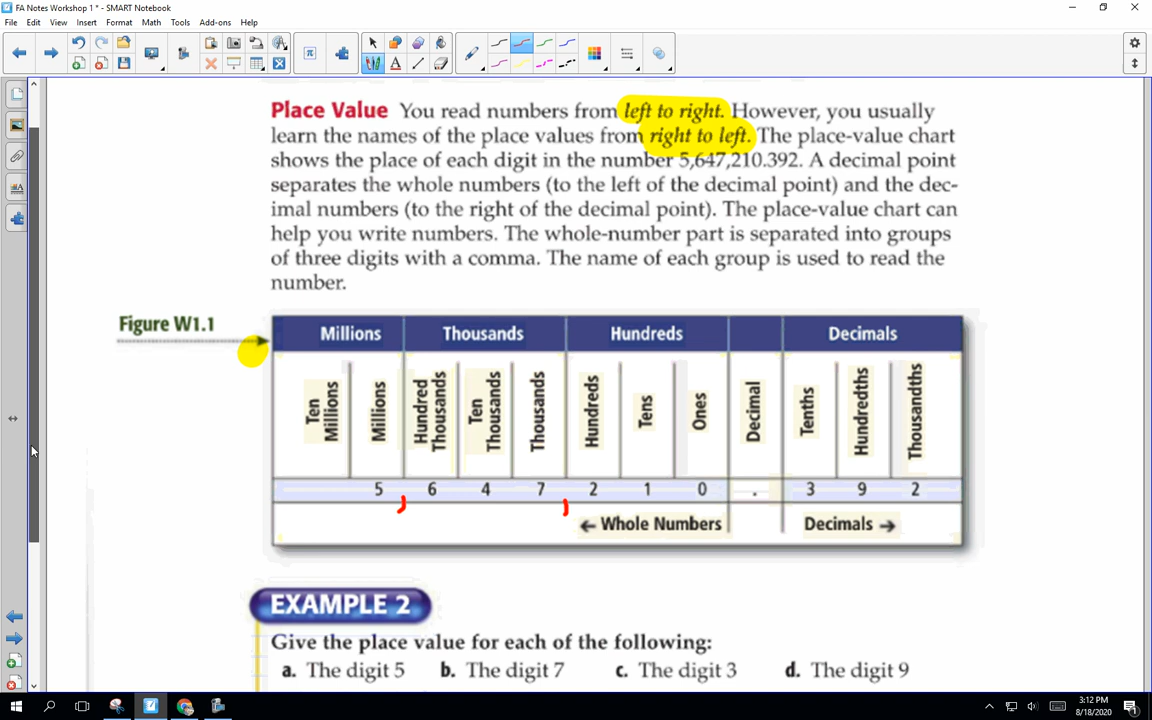 FA Notes Workshop 1 * - SMART Notebook
File Edit View Insert Format Math Tools Add-ons Help
Place Value You read numbers from left to right. However, you usually
learn the names of the place values from right to left. The place-value chart
shows the place of each digit in the number 5,647,210.392. A decimal point
separates the whole numbers (to the left of the decimal point) and the dec-
imal numbers (to the right of the decimal point). The place-value chart can
help you write numbers. The whole-number part is separated into groups
of three digits with a comma. The name of each group is used to read the
number.
Figure W1.1
Millions Thousands Hundreds Decimals
Ten Millions Millions Hundred Thousands Ten Thousands Thousands Hundreds Tens Ones Decimal Tenths Hundredths Thousandths
5 , 6 4 7 , 2 1 0 . 3 9 2
← Whole Numbers Decimals →
EXAMPLE 2
Give the place value for each of the following:
a. The digit 5 b. The digit 7 c. The digit 3 d. The digit 9
3:12 PM
8/18/2020